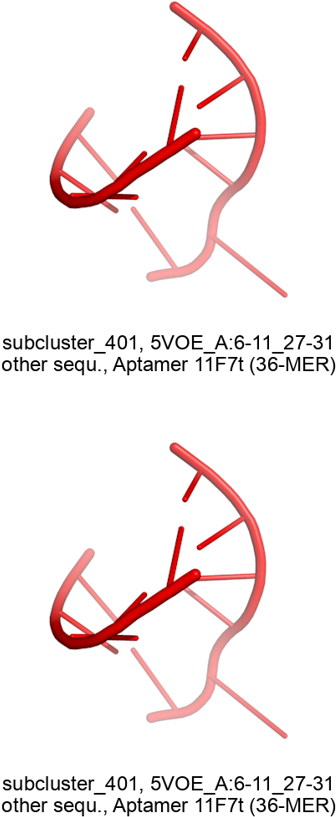 subcluster_401, 5VOE_A:6-11_27-31
other sequ., Aptamer 11F7t (36-MER)
subcluster_401, 5VOE_A:6-11_27-31
other sequ., Aptamer 11F7t (36-MER)